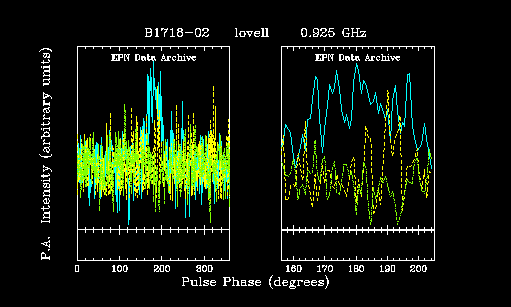 B1718-02 lovell 0.925 GHz
EPN Data Archive EPN Data Archive
P.A. Intensity (arbitrary units)
0 100 200 300 160 170 180 190 200
Pulse Phase (degrees)